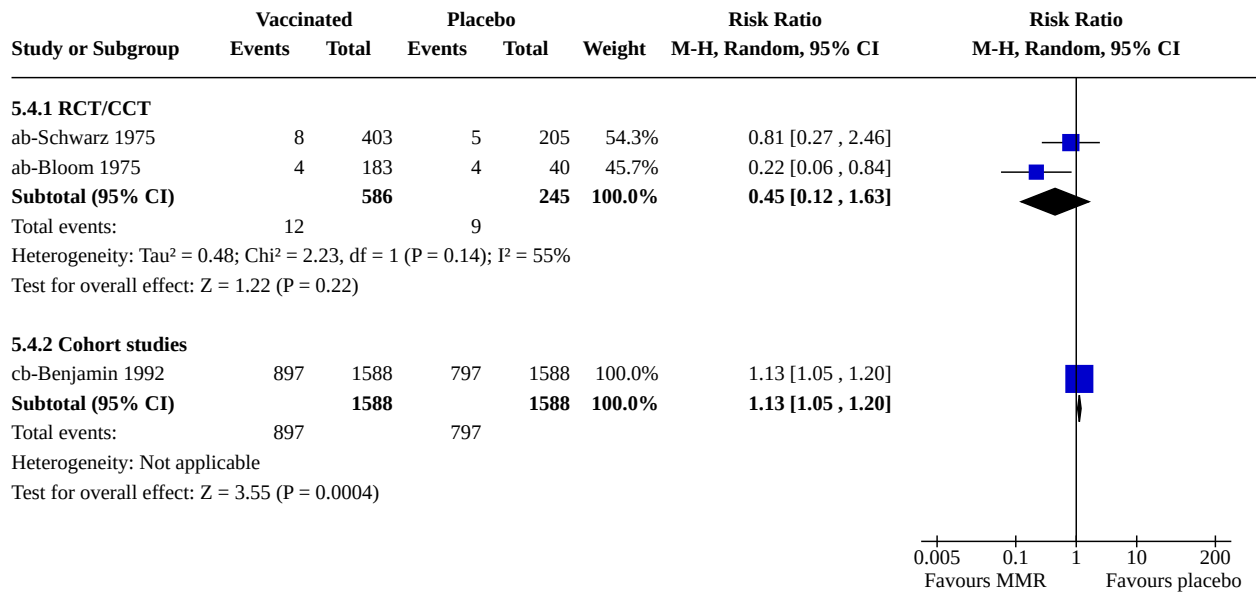 Vaccinated Placebo Risk Ratio Risk Ratio
Study or Subgroup Events Total Events Total Weight M-H, Random, 95% CI M-H, Random, 95% CI
5.4.1 RCT/CCT
ab-Schwarz 1975 8 403 5 205 54.3% 0.81 [0.27 , 2.46]
ab-Bloom 1975 4 183 4 40 45.7% 0.22 [0.06 , 0.84]
Subtotal (95% CI) 586 245 100.0% 0.45 [0.12 , 1.63]
Total events: 12 9
Heterogeneity: Tau² = 0.48; Chi² = 2.23, df = 1 (P = 0.14); I² = 55%
Test for overall effect: Z = 1.22 (P = 0.22)
5.4.2 Cohort studies
cb-Benjamin 1992 897 1588 797 1588 100.0% 1.13 [1.05 , 1.20]
Subtotal (95% CI) 1588 1588 100.0% 1.13 [1.05 , 1.20]
Total events: 897 797
Heterogeneity: Not applicable
Test for overall effect: Z = 3.55 (P = 0.0004)
0.005 0.1 1 10 200
Favours MMR Favours placebo